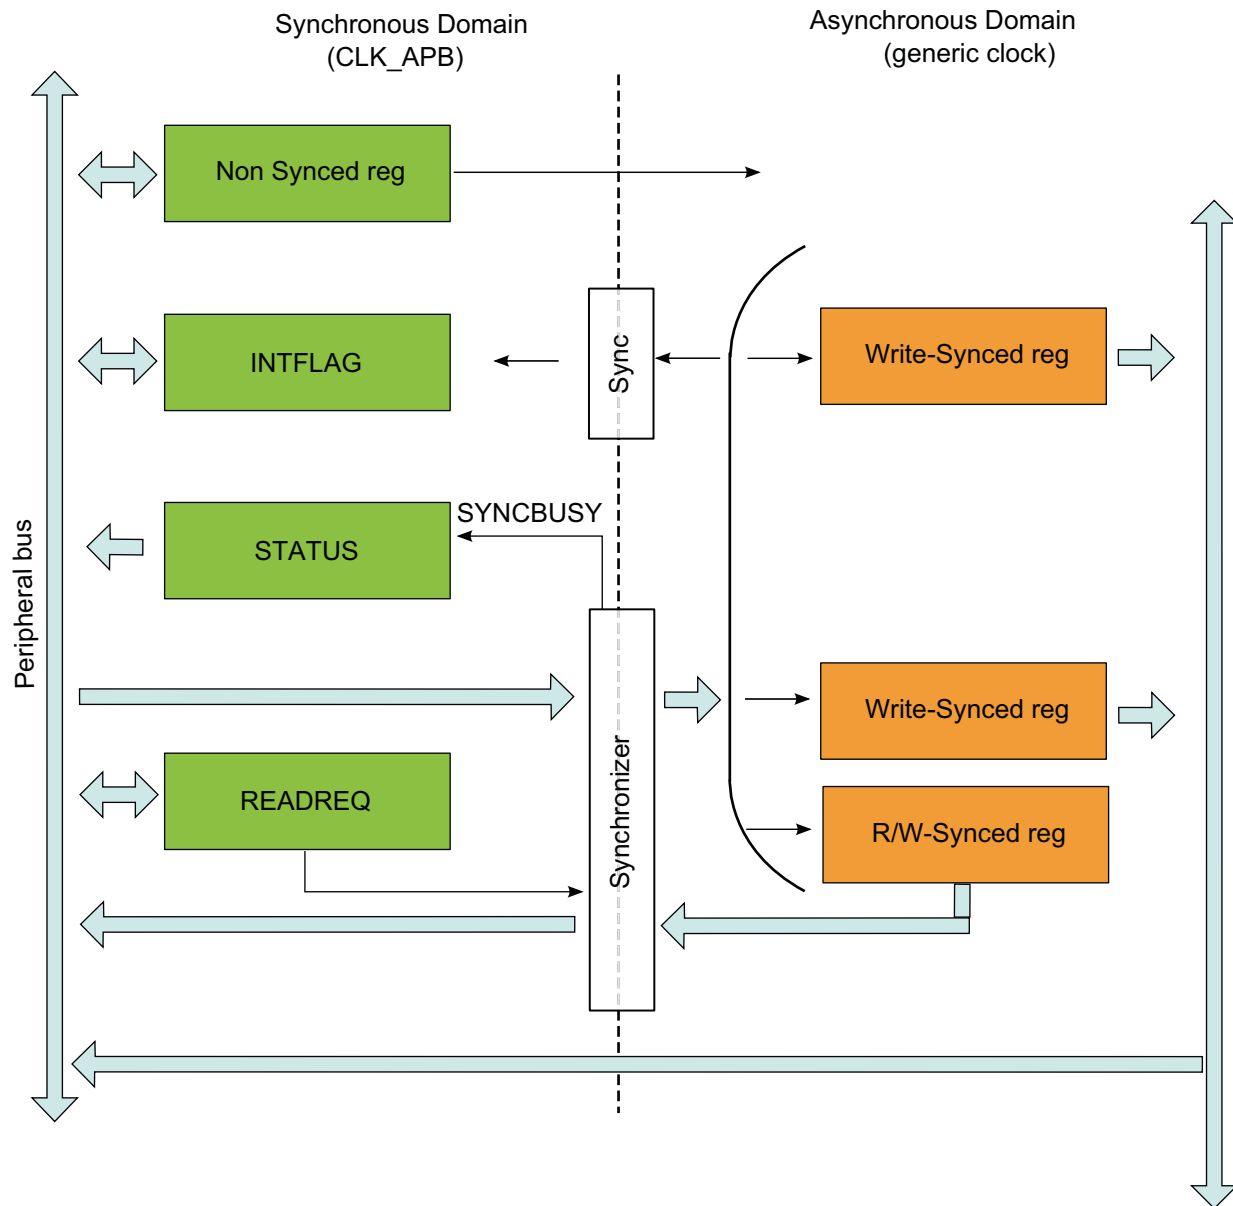 Synchronous Domain
(CLK_APB)
Asynchronous Domain
(generic clock)
Non Synced reg
INTFLAG
Sync
Write-Synced reg
SYNCBUSY
STATUS
Peripheral bus
Write-Synced reg
Synchronizer
READREQ
R/W-Synced reg